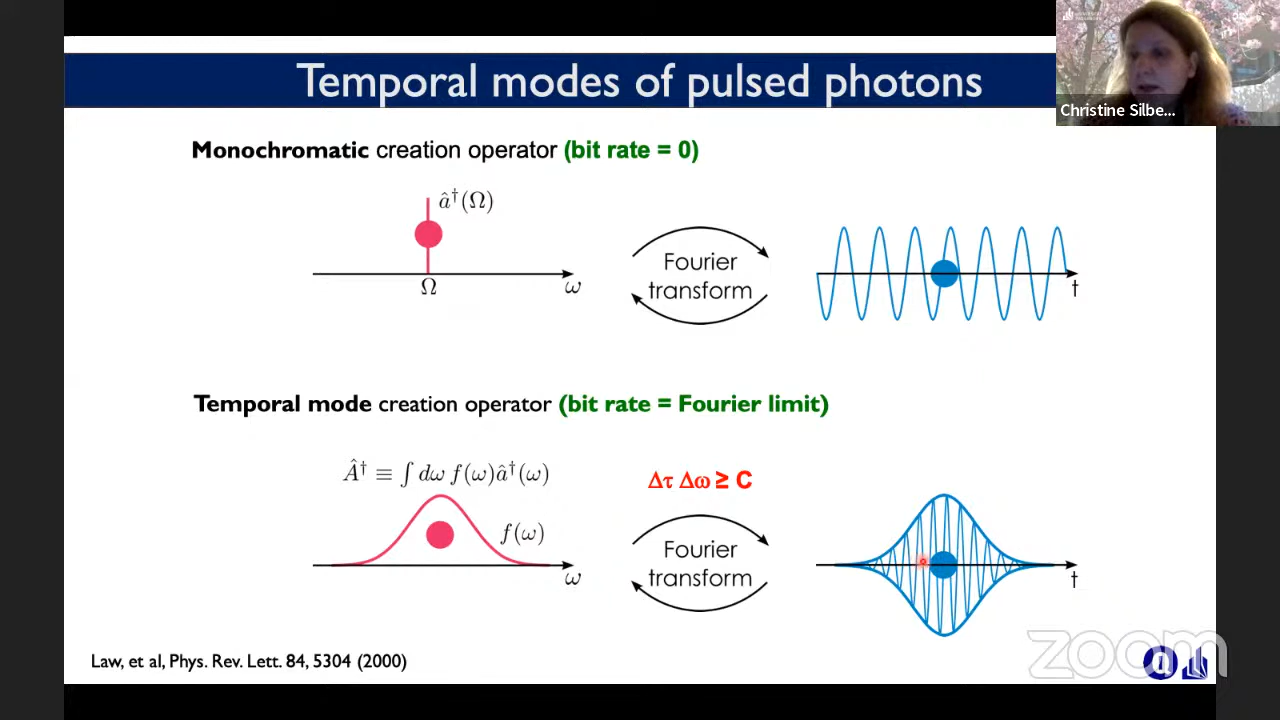 Temporal modes of pulsed photons
Christine Silbe...
Monochromatic creation operator (bit rate = 0)
â†(Ω)
Ω
ω
Fourier
transform
t
Temporal mode creation operator (bit rate = Fourier limit)
Â† ≡ ∫ dω f(ω)â†(ω)
f(ω)
ω
Δτ Δω ≥ C
Fourier
transform
t
Law, et al, Phys. Rev. Lett. 84, 5304 (2000)
zoom